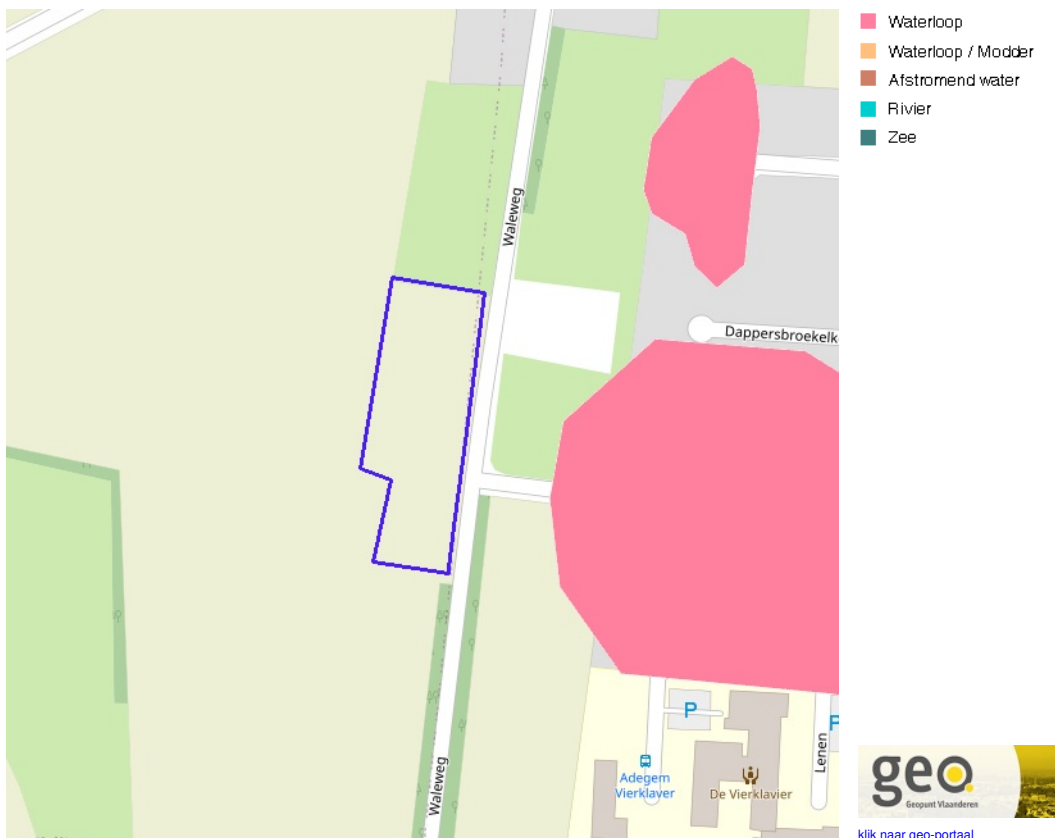 Waterloop
Waterloop / Modder
Afstromend water
Rivier
Zee
Waleweg
Dappersbroekelk
P
P
Adegem
Vierklaver
De Vierklavier
Lenen
Waleweg
geo.
Geopunt Vlaanderen
klik naar geo-portaal